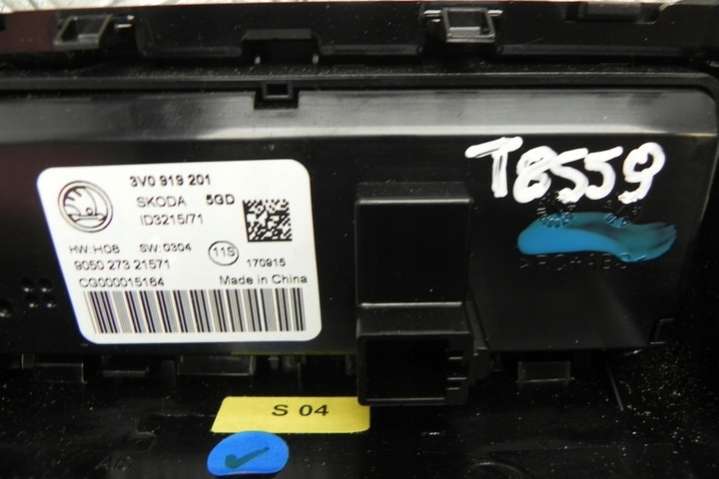 3V0 919 201
SKODA 5GD
ID3215/71
HW:H08 SW:0304 11S
9050 273 21571 170915
CG000015164 Made in China
T8559
S 04